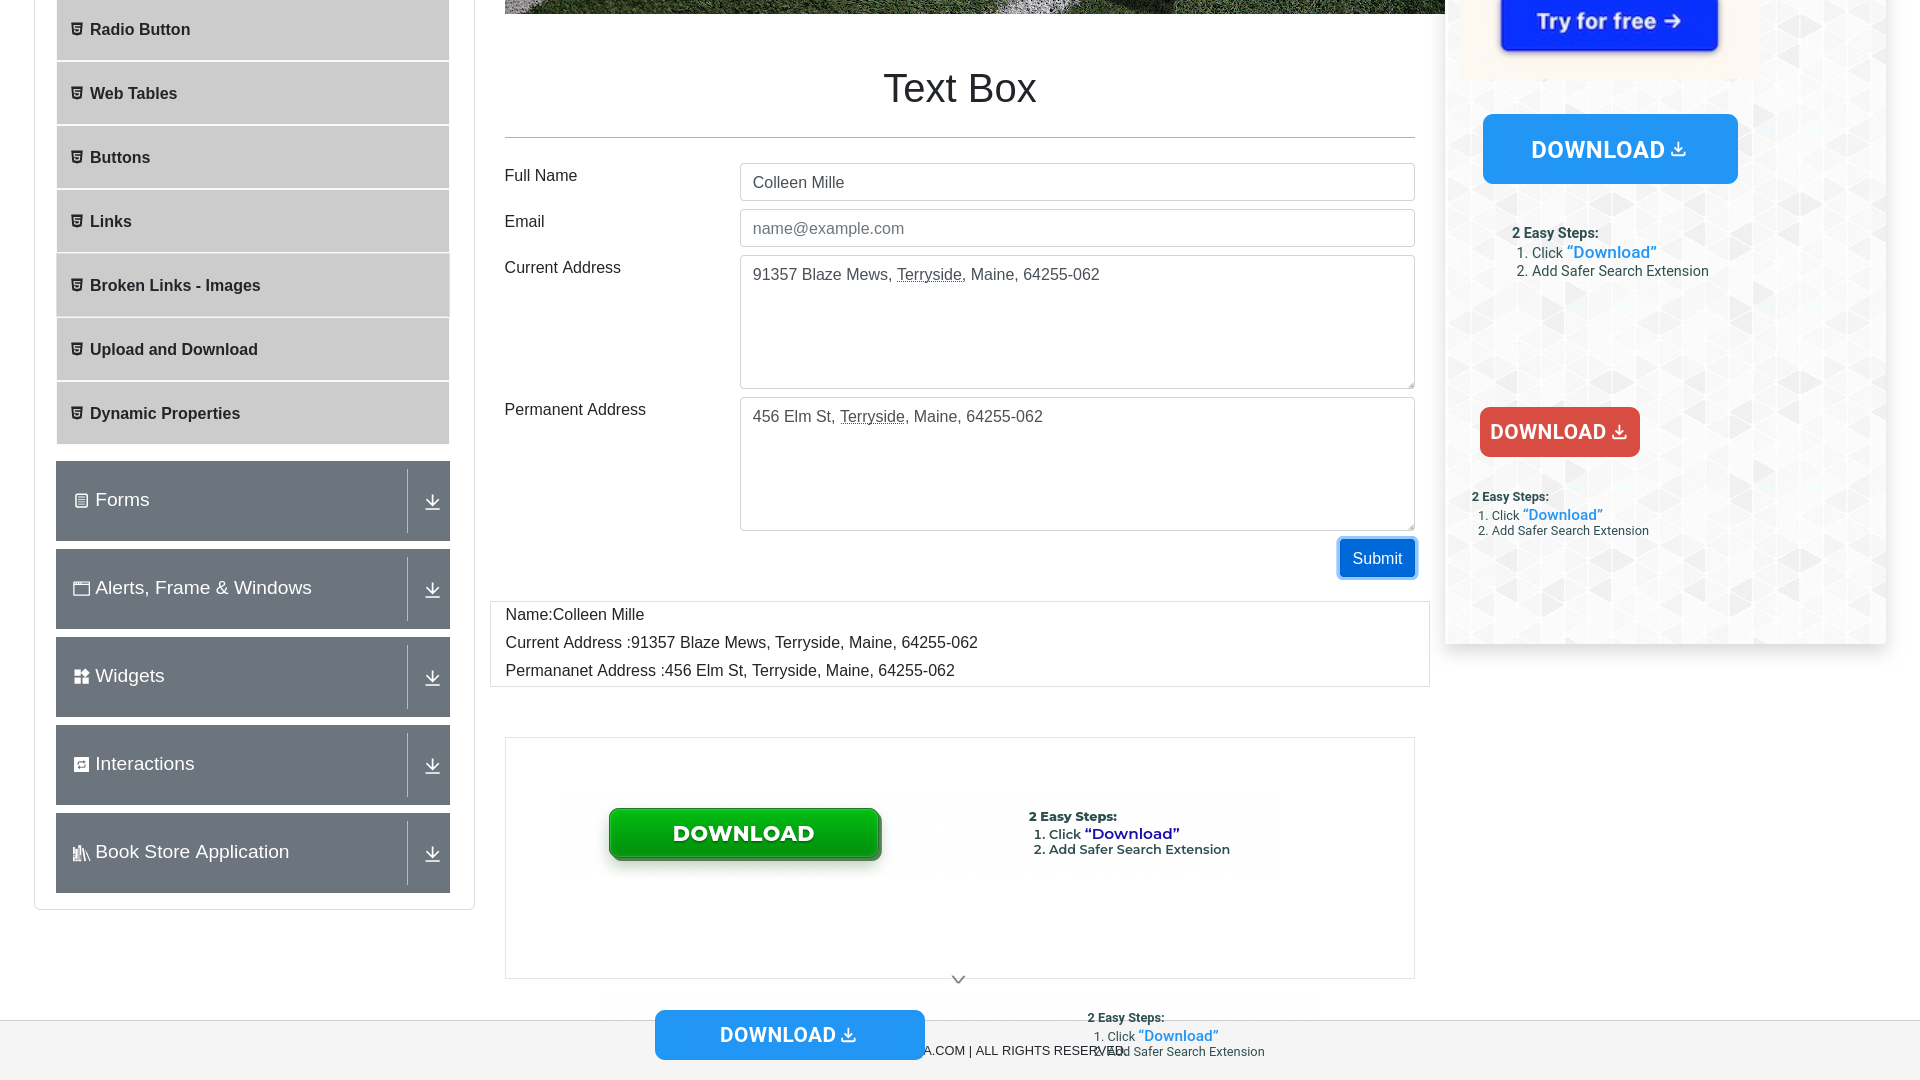 Radio Button
Web Tables
Buttons
Links
Broken Links - Images
Upload and Download
Dynamic Properties
Forms
Alerts, Frame & Windows
Widgets
Interactions
Book Store Application
Text Box
Full Name
Colleen Mille
Email
name@example.com
Current Address
91357 Blaze Mews, Terryside, Maine, 64255-062
Permanent Address
456 Elm St, Terryside, Maine, 64255-062
Submit
Name:Colleen Mille
Current Address :91357 Blaze Mews, Terryside, Maine, 64255-062
Permananet Address :456 Elm St, Terryside, Maine, 64255-062
DOWNLOAD
2 Easy Steps:
1. Click “Download”
2. Add Safer Search Extension
Try for free →
DOWNLOAD
2 Easy Steps:
1. Click “Download”
2. Add Safer Search Extension
DOWNLOAD
2 Easy Steps:
1. Click “Download”
2. Add Safer Search Extension
DOWNLOAD
2 Easy Steps:
1. Click “Download”
2. Add Safer Search Extension
A.COM | ALL RIGHTS RESERVED.